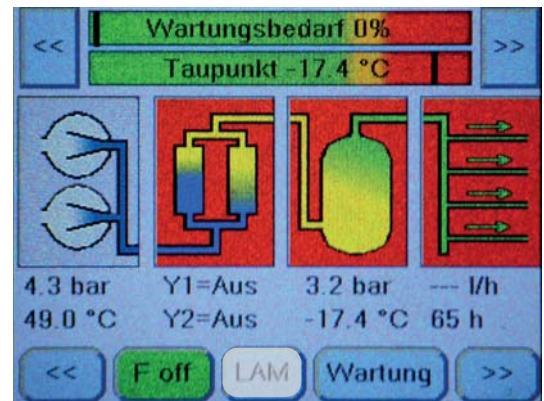 << Wartungsbedarf 0% >>
Taupunkt -17.4 °C
4.3 bar Y1=Aus 3.2 bar --- l/h
49.0 °C Y2=Aus -17.4 °C 65 h
<< F off LAM Wartung >>